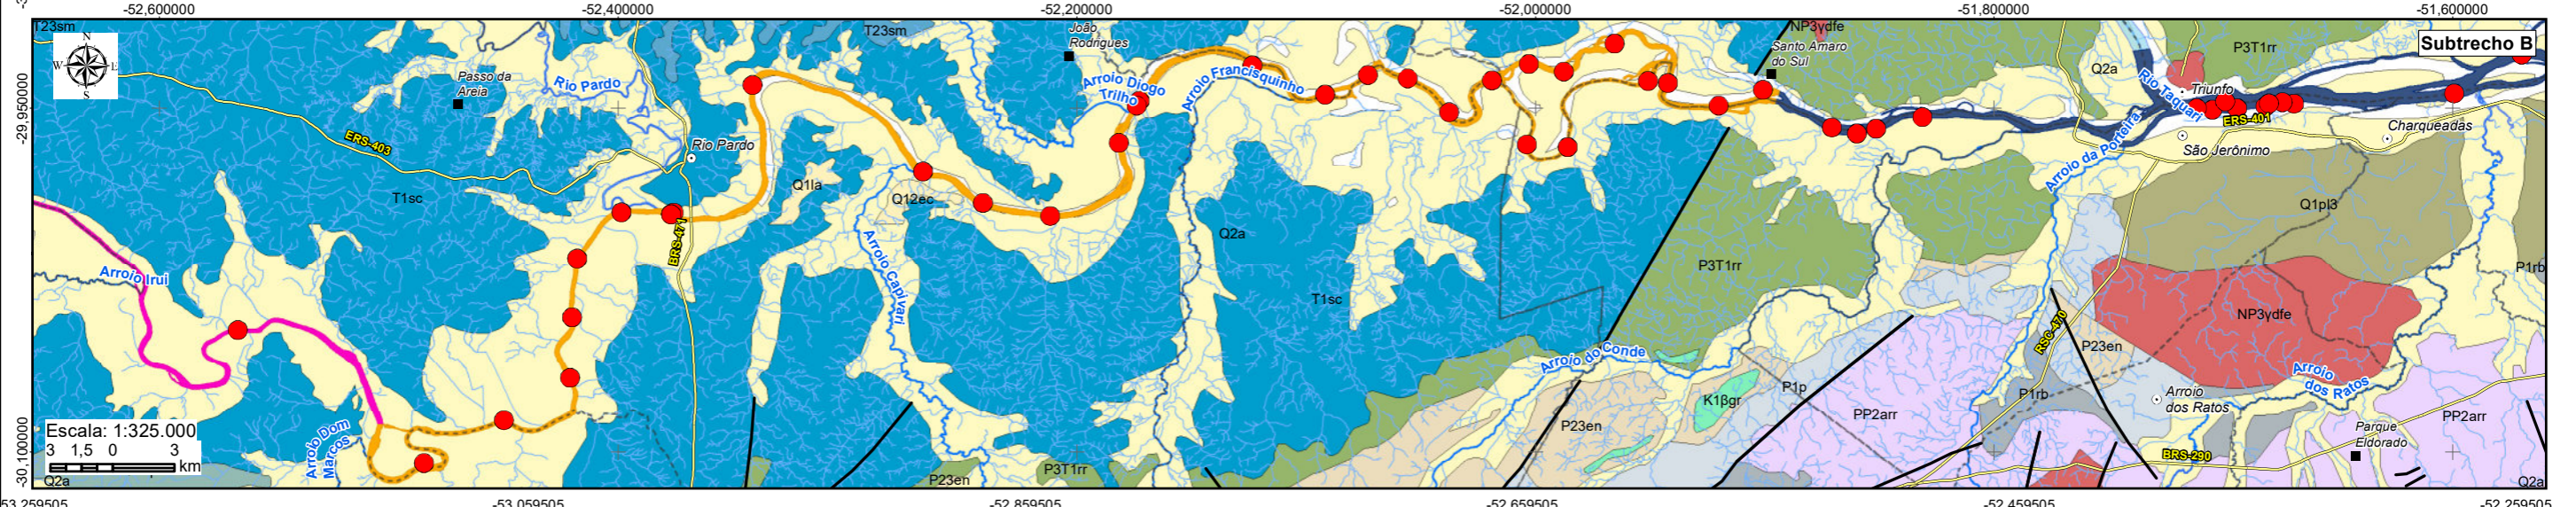 -52,600000
-52,400000
-52,200000
-52,000000
-51,800000
-51,600000
T23sm
T23sm
João
Rodrigues
NP3γdfe
Santo Amaro
do Sul
P3T1rr
Subtrecho B
N
W
E
S
Passo da
Areia
Rio Pardo
Arroio Diogo
Trilho
Arroio Francisquinho
Q2a
Rio Taquari
Triunfo
-29,950000
ERS-403
Rio Pardo
ERS-401
Charqueadas
São Jerônimo
Arroio da Porteira
T1sc
Q1la
Q12ec
Q1pl3
BRS-471
Q2a
Arroio Capivari
Arroio Irui
P3T1rr
P1rb
T1sc
NP3γdfe
RSC-470
P23en
Arroio do Conde
Arroio
dos Ratos
P1p
P1rb
Arroio
dos Ratos
K1βgr
PP2arr
PP2arr
P23en
Parque
Eldorado
Escala: 1:325.000
3 1,5 0 3
km
Arroio Dom
Marcos
-30,100000
BRS-290
P3T1rr
Q2a
P23en
Q2a
-53,259505
-53,059505
-52,859505
-52,659505
-52,459505
-52,259505